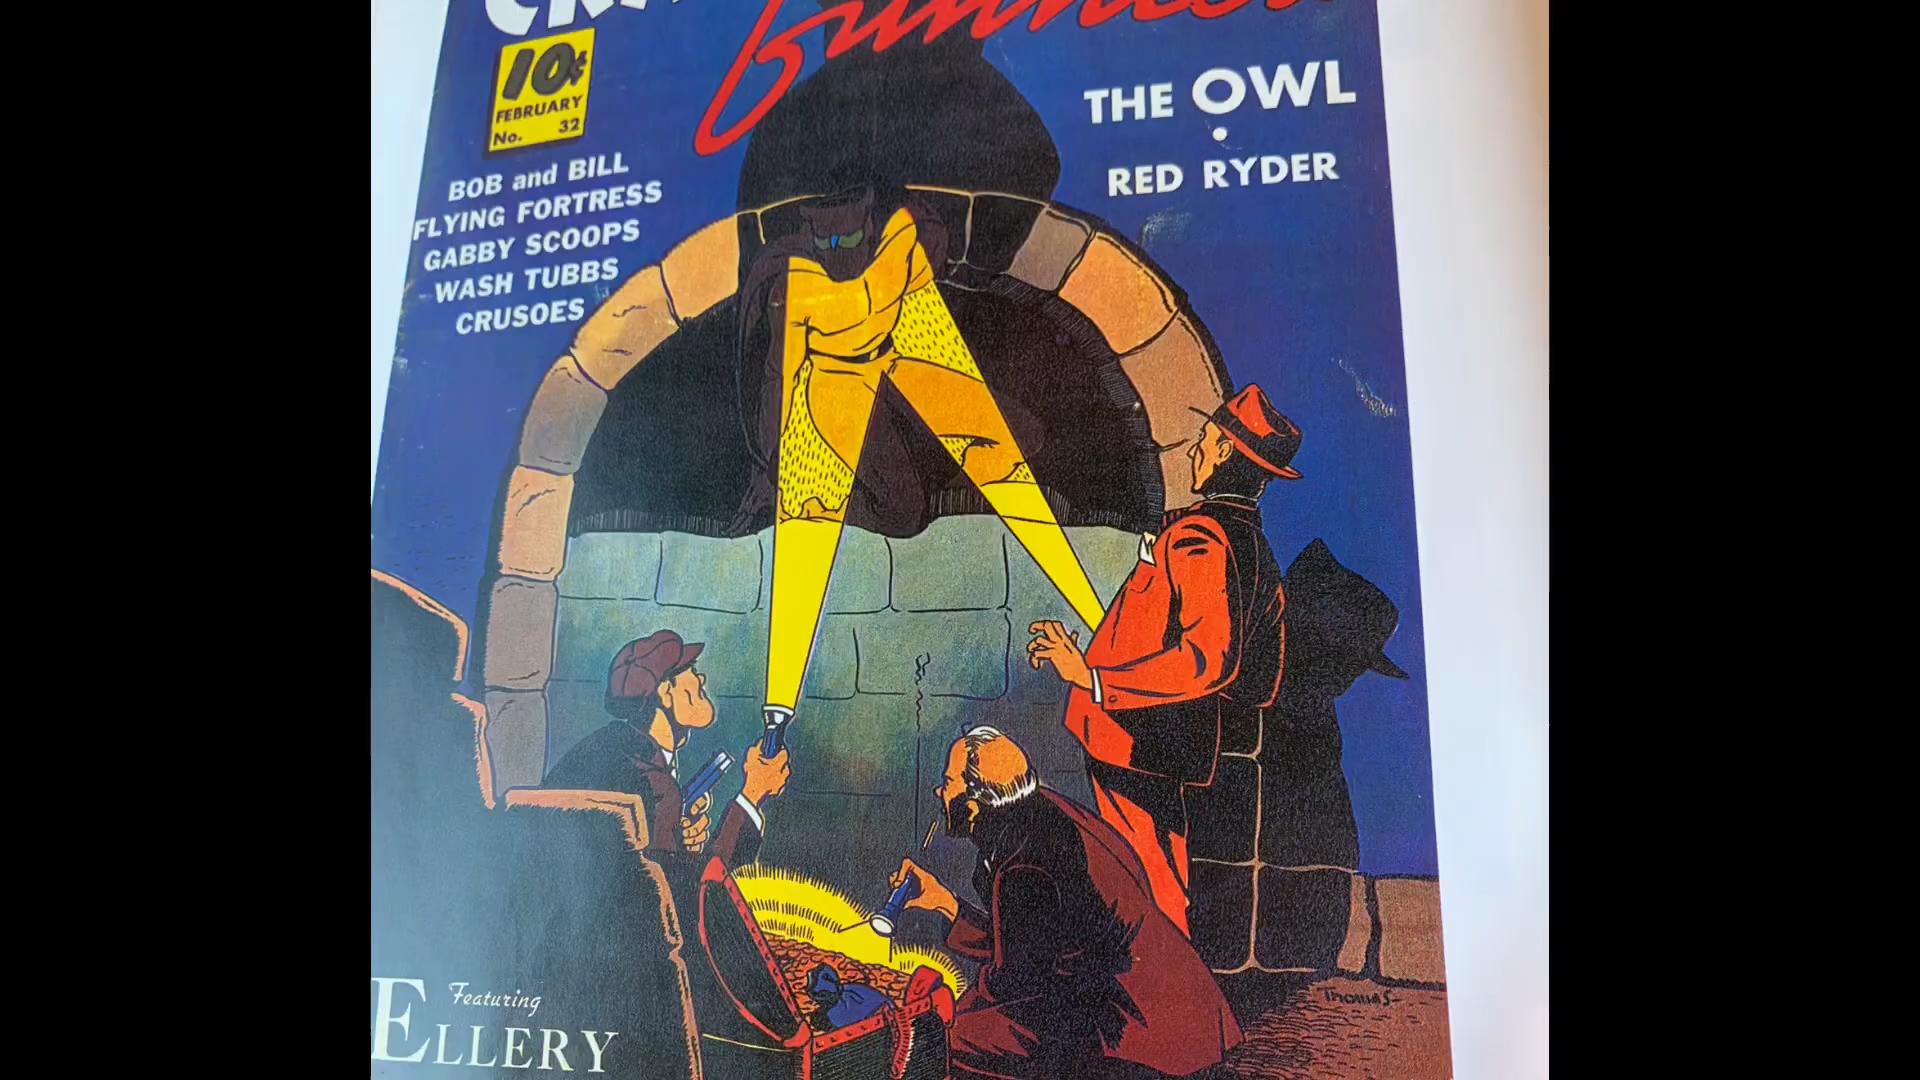 10¢
FEBRUARY
No. 32
THE OWL
•
RED RYDER
BOB and BILL
FLYING FORTRESS
GABBY SCOOPS
WASH TUBBS
CRUSOES
Thomas
Featuring
ELLERY